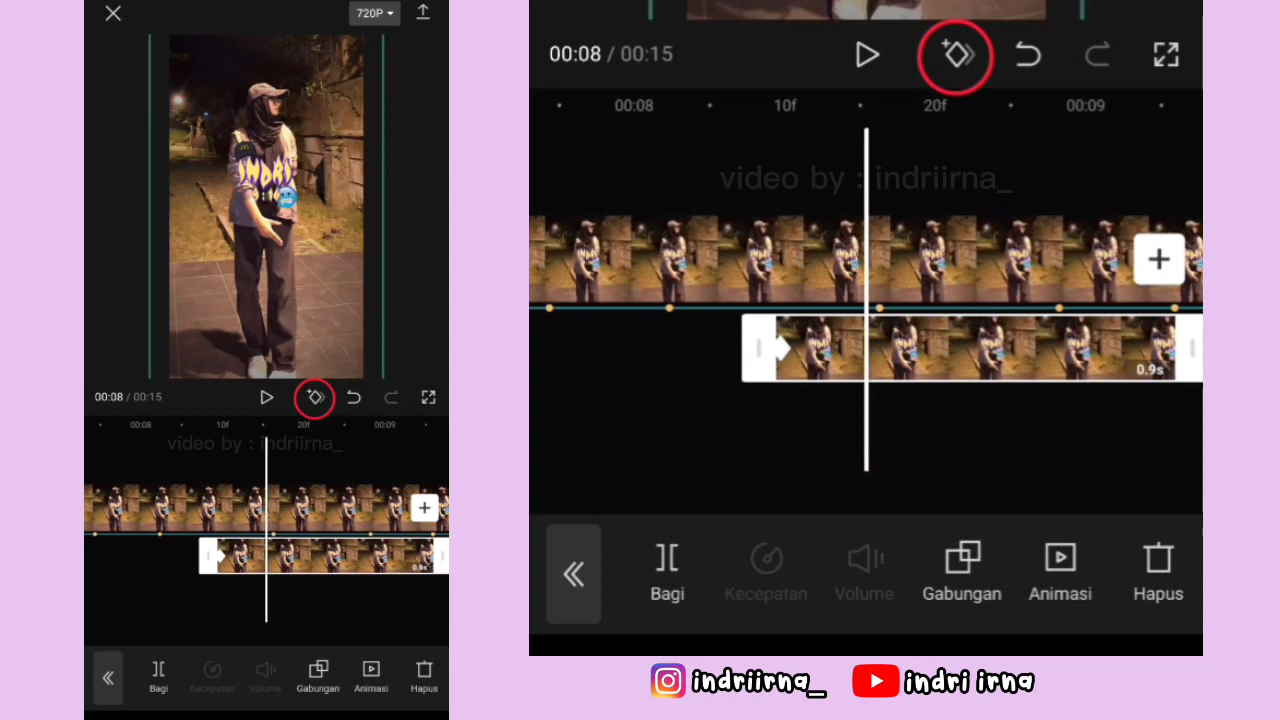 720P
INDRI
00:08 / 00:15
00:08 10f 20f 00:09
video by : indriirna_
0.9s
Bagi Kecepatan Volume Gabungan Animasi Hapus
00:08 / 00:15
00:08 10f 20f 00:09
video by : indriirna_
0.9s
Bagi Kecepatan Volume Gabungan Animasi Hapus
indriirna_ indri irna